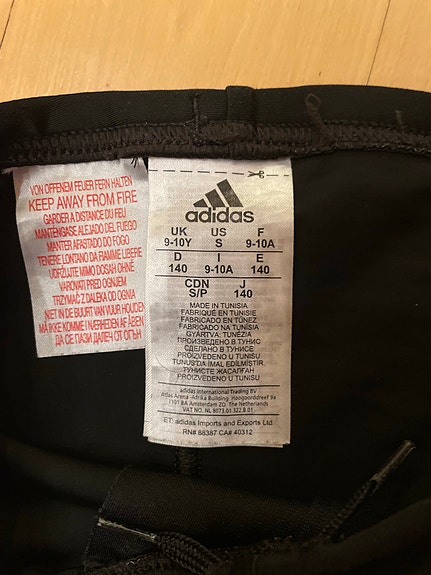 VON OFFENEM FEUER FERN HALTEN
KEEP AWAY FROM FIRE
GARDER A DISTANCE DU FEU
MANTÉNGASE ALEJADO DEL FUEGO
MANTER AFASTADO DO FOGO
TENERE LONTANO DA FIAMME LIBERE
UDRŽUJTE MIMO DOSAH OHNĚ
VAROVATI PRED OGNJEM
TRZYMAĆ Z DALEKA OD OGNIA
NIET IN DE BUURT VAN VUUR HOUDEN
MÅ IKKE KOMME I NÆRHEDEN AF ÅBEN
ДА СЕ ПАЗИ ДАЛЕЧ ОТ ОГЪН
adidas
UK US F
9-10Y S 9-10A
D I E
140 9-10A 140
CDN J
S/P 140
MADE IN TUNISIA
FABRIQUÉ EN TUNISIE
FABRICADO EN TÚNEZ
FABRICADO NA TUNÍSIA
GYÁRTVA: TUNÉZIA
ПРОИЗВЕДЕНО В ТУНИС
СДЕЛАНО В ТУНИСЕ
PROIZVEDENO U TUNISU
TUNUS'DA İMAL EDİLMİŞTİR
ТУНИСТЕ ЖАСАЛҒАН
PROIZVEDENO U TUNISU
adidas International Trading BV
Atlas Arena -Afrika Building- Hoogoorddreef 9a
1101 BA Amsterdam ZO. The Netherlands
VAT NO. NL 8073.01.322.B.01
ET: adidas Imports and Exports Ltd
RN# 88387 CA# 40312